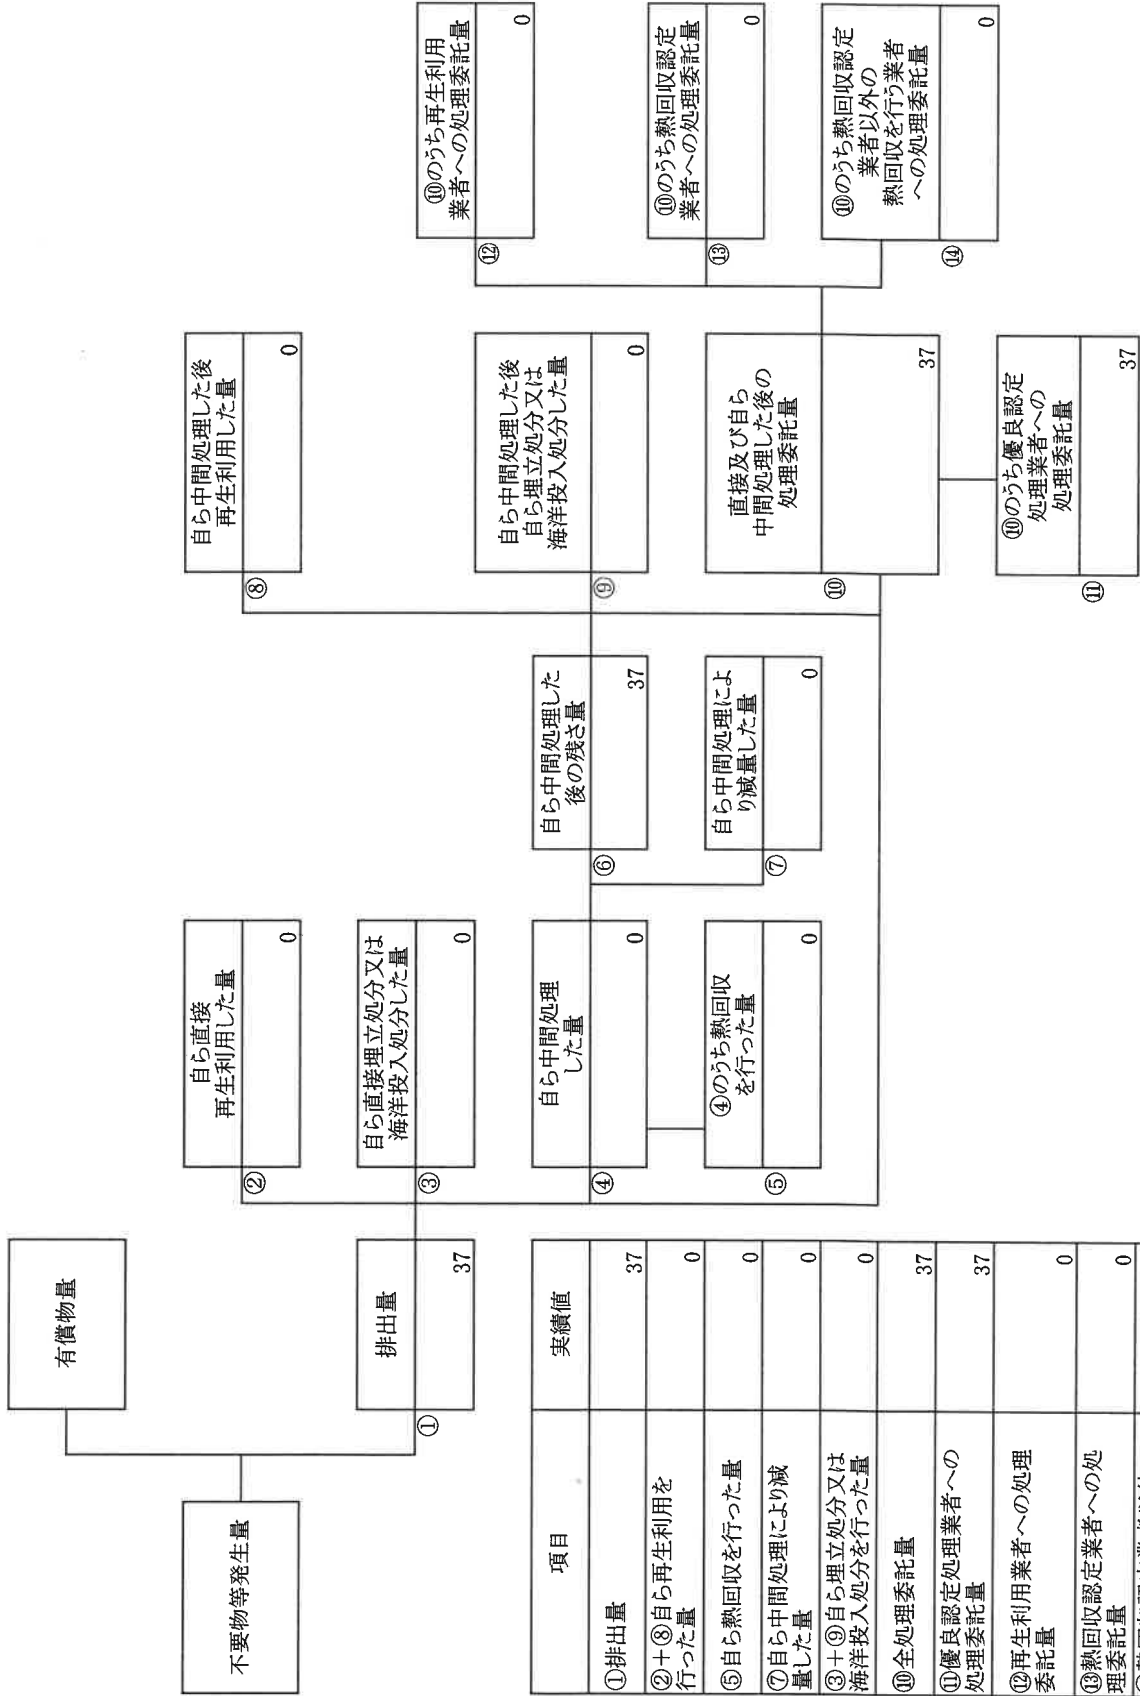 不要物等発生量
有償物量
①
排出量
37
②
自ら直接
再生利用した量
0
③
自ら直接埋立処分又は
海洋投入処分した量
0
④
自ら中間処理
した量
0
⑤
④のうち熱回収
を行った量
0
⑥
自ら中間処理した
後の残さ量
37
⑦
自ら中間処理によ
り減量した量
0
⑧
自ら中間処理した後
再生利用した量
0
⑨
自ら中間処理した後
自ら埋立処分又は
海洋投入処分した量
0
⑩
直接及び自ら
中間処理した後の
処理委託量
37
⑪
⑩のうち優良認定
処理業者への
処理委託量
37
⑫
⑩のうち再生利用
業者への処理委託量
0
⑬
⑩のうち熱回収認定
業者への処理委託量
0
⑭
⑩のうち熱回収認定
業者以外の
熱回収を行う業者
への処理委託量
0
項目 実績値
①排出量 37
②+⑧自ら再生利用を
行った量 0
⑤自ら熱回収を行った量 0
⑦自ら中間処理により減
量した量 0
③+⑨自ら埋立処分又は
海洋投入処分を行った量 0
⑩全処理委託量 37
⑪優良認定処理業者への
処理委託量 37
⑫再生利用業者への処理
委託量 0
⑬熱回収認定業者への処
理委託量 0